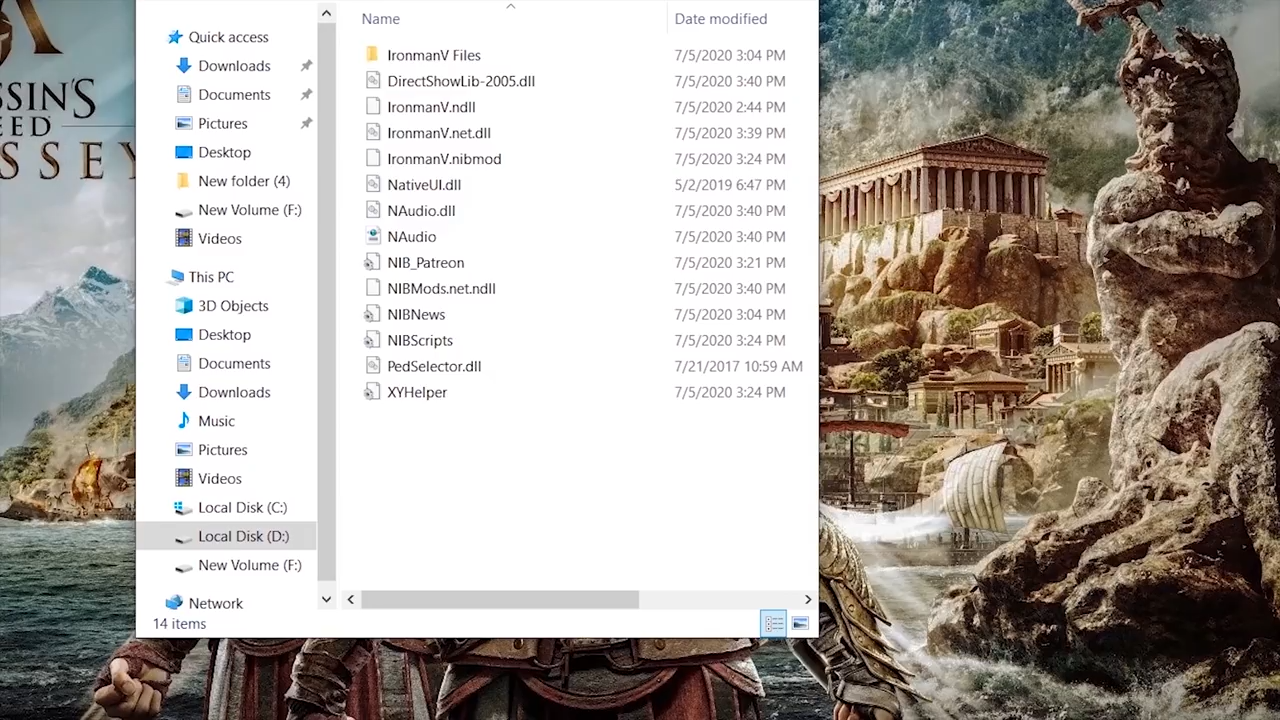 SSIN'S
EED
SSEY
Quick access
Downloads
Documents
Pictures
Desktop
New folder (4)
New Volume (F:)
Videos
This PC
3D Objects
Desktop
Documents
Downloads
Music
Pictures
Videos
Local Disk (C:)
Local Disk (D:)
New Volume (F:)
Network
14 items
Name Date modified
IronmanV Files 7/5/2020 3:04 PM
DirectShowLib-2005.dll 7/5/2020 3:40 PM
IronmanV.ndll 7/5/2020 2:44 PM
IronmanV.net.dll 7/5/2020 3:39 PM
IronmanV.nibmod 7/5/2020 3:24 PM
NativeUI.dll 5/2/2019 6:47 PM
NAudio.dll 7/5/2020 3:40 PM
NAudio 7/5/2020 3:40 PM
NIB_Patreon 7/5/2020 3:21 PM
NIBMods.net.ndll 7/5/2020 3:40 PM
NIBNews 7/5/2020 3:04 PM
NIBScripts 7/5/2020 3:24 PM
PedSelector.dll 7/21/2017 10:59 AM
XYHelper 7/5/2020 3:24 PM